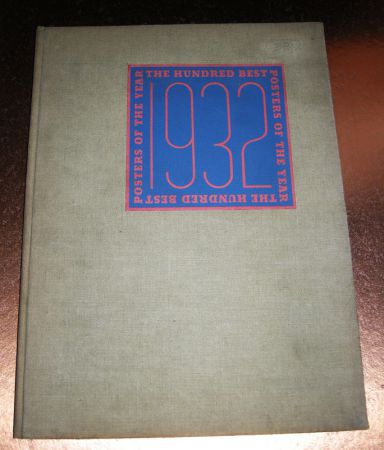 THE HUNDRED BEST
POSTERS OF THE YEAR
THE HUNDRED BEST
POSTERS OF THE YEAR
1932